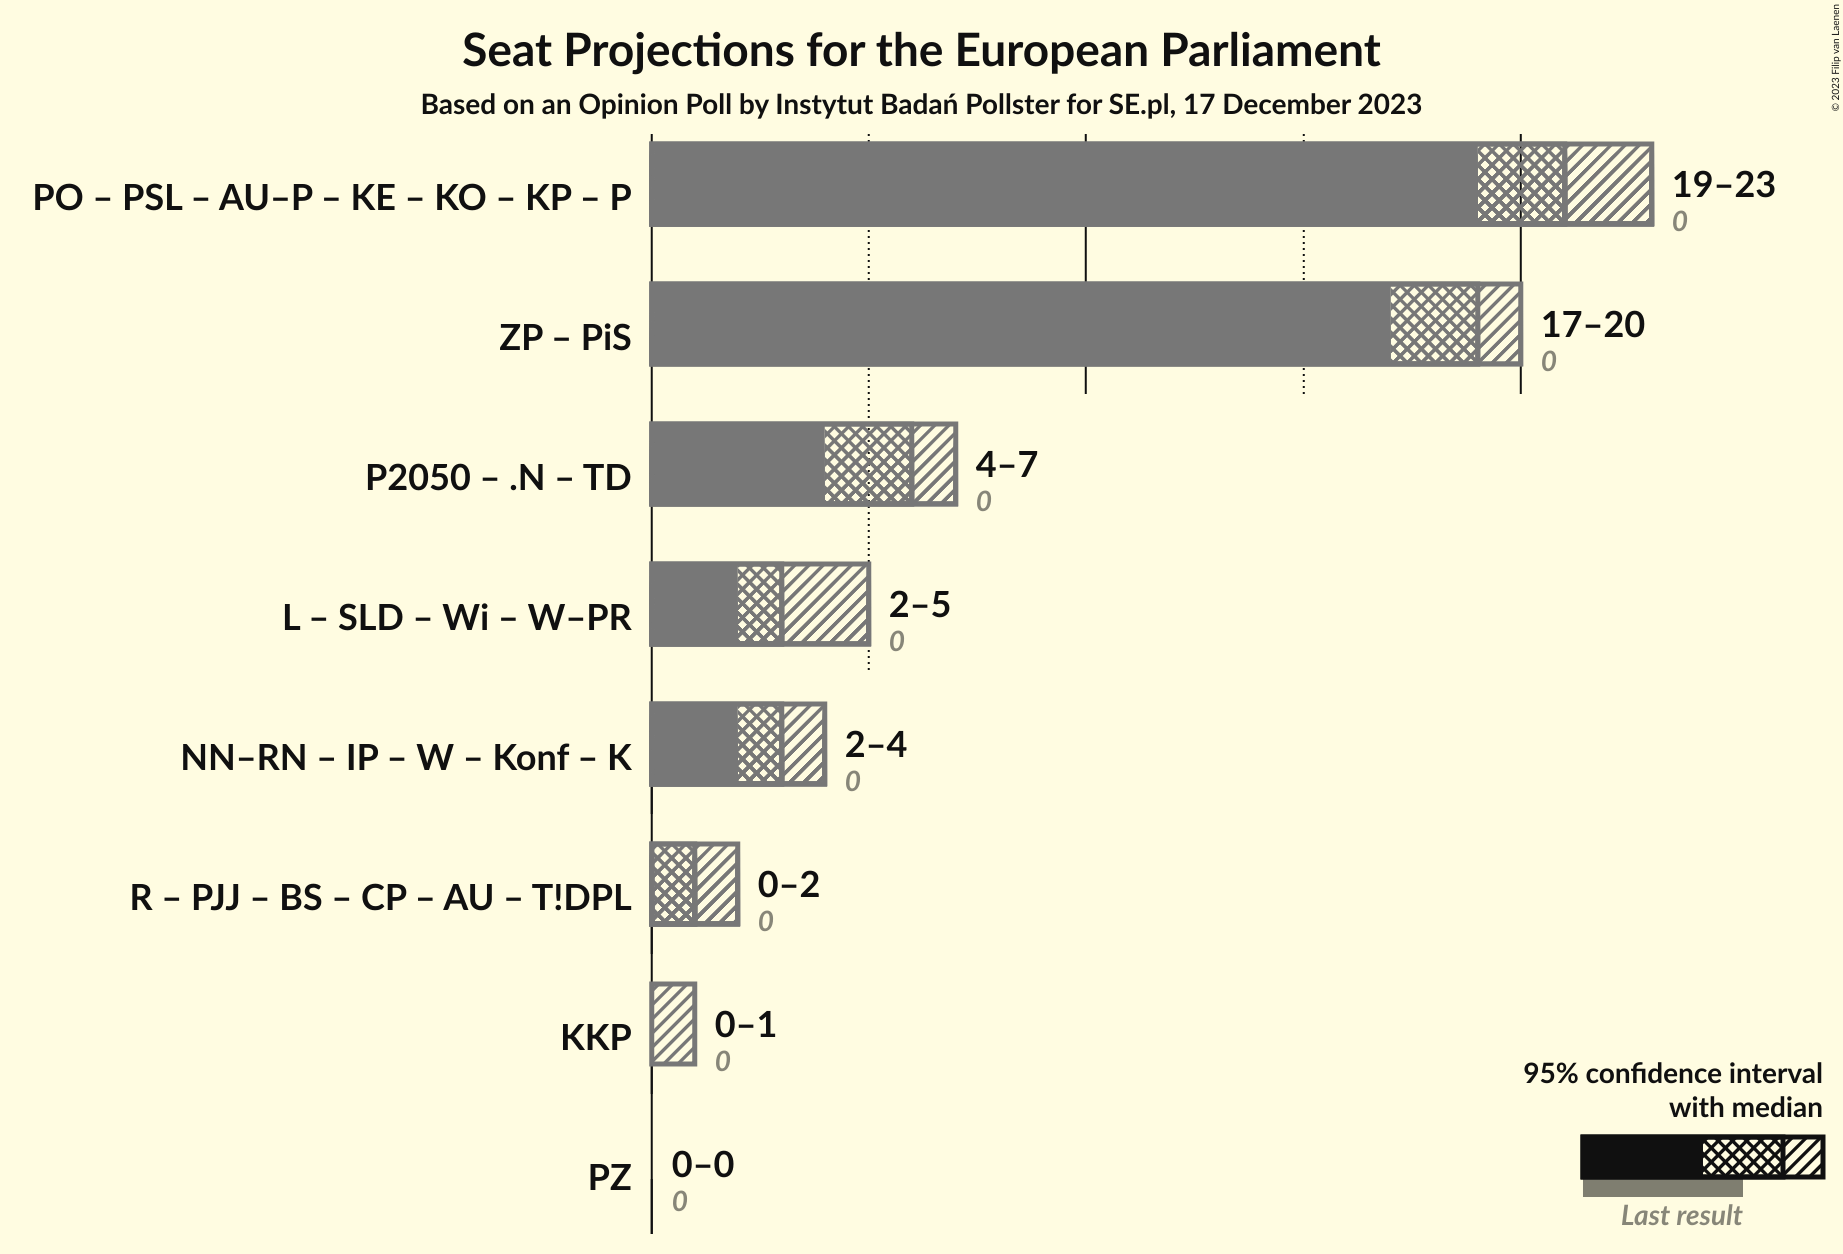 Seat Projections for the European Parliament
Based on an Opinion Poll by Instytut Badań Pollster for SE.pl, 17 December 2023
© 2023 Filip van Laenen
PO – PSL – AU–P – KE – KO – KP – P
19–23
0
ZP – PiS
17–20
0
P2050 – .N – TD
4–7
0
L – SLD – Wi – W–PR
2–5
0
NN–RN – IP – W – Konf – K
2–4
0
R – PJJ – BS – CP – AU – T!DPL
0–2
0
KKP
0–1
0
PZ
0–0
0
95% confidence interval
with median
Last result